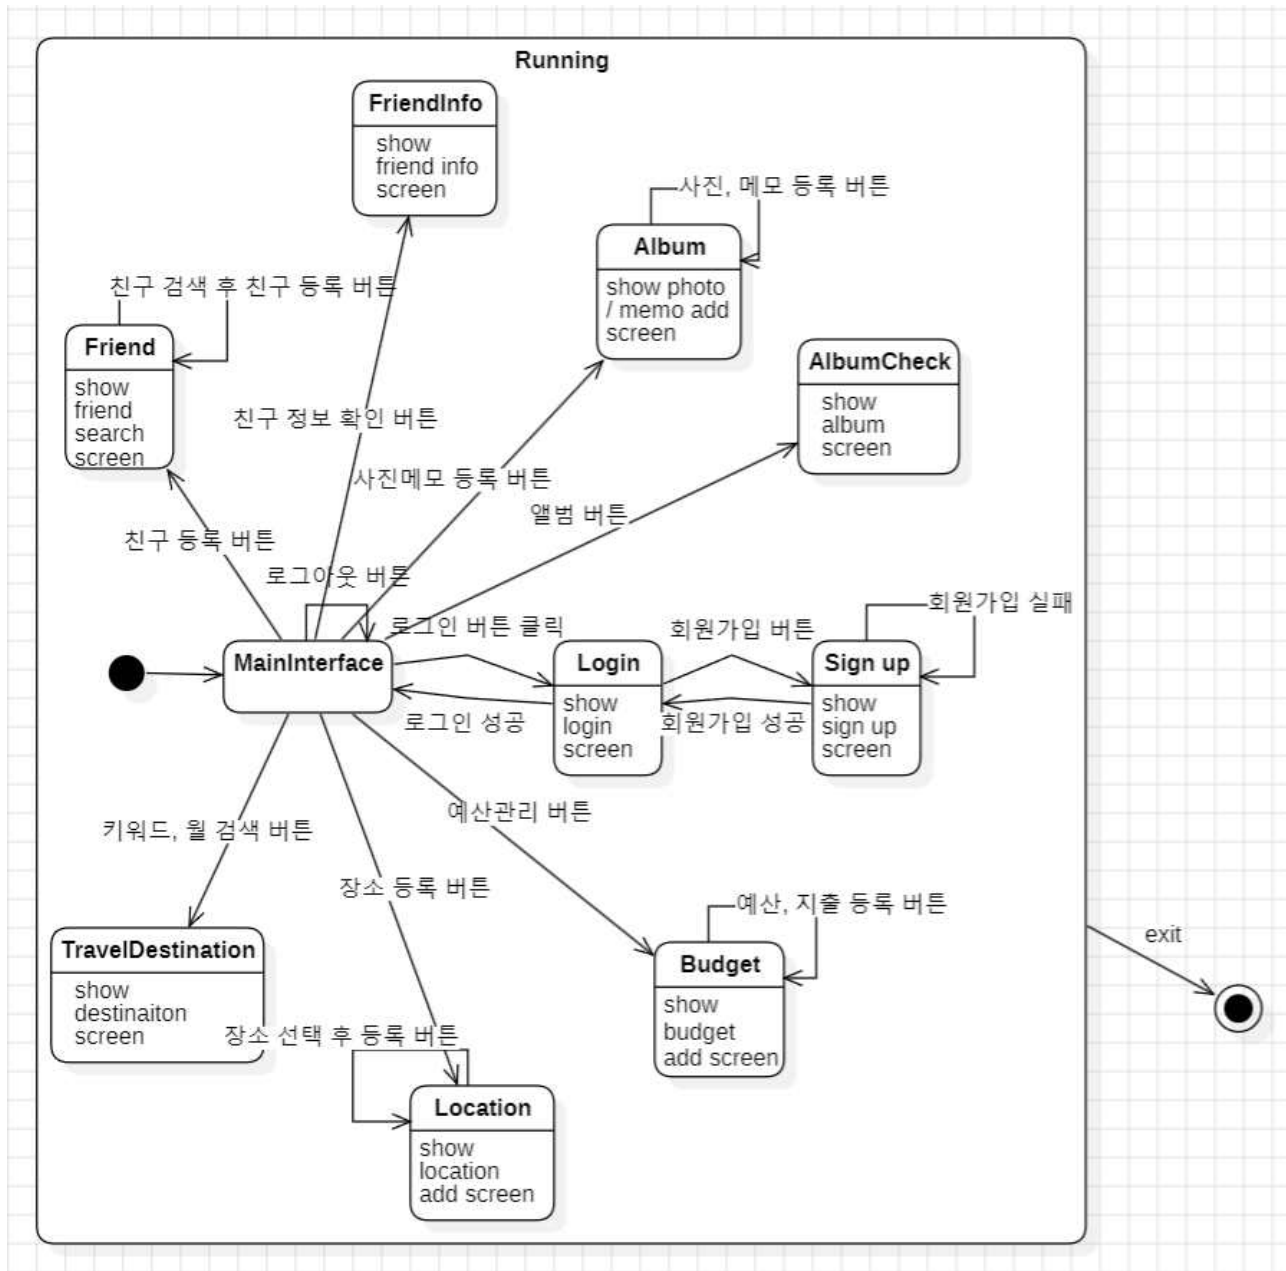 Running
FriendInfo
show
friend info
screen
사진, 메모 등록 버튼
Album
show photo
/ memo add
screen
친구 검색 후 친구 등록 버튼
Friend
show
friend
search
screen
AlbumCheck
show
album
screen
친구 정보 확인 버튼
사진메모 등록 버튼
앨범 버튼
친구 등록 버튼
로그아웃 버튼
로그인 버튼 클릭
회원가입 버튼
회원가입 실패
MainInterface
Login
show
login
screen
Sign up
show
sign up
screen
로그인 성공
회원가입 성공
예산관리 버튼
키워드, 월 검색 버튼
장소 등록 버튼
예산, 지출 등록 버튼
TravelDestination
show
destinaiton
screen
Budget
show
budget
add screen
exit
장소 선택 후 등록 버튼
Location
show
location
add screen